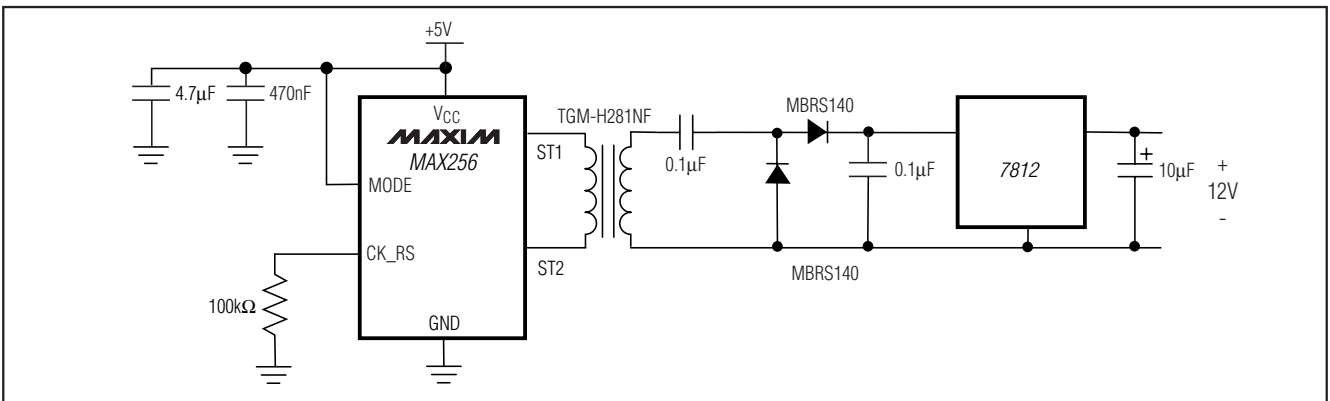 +5V
4.7μF
470nF
VCC
MAXIM
MAX256
MODE
CK_RS
GND
100kΩ
ST1
ST2
TGM-H281NF
0.1μF
MBRS140
0.1μF
MBRS140
7812
+
10μF
+
12V
-